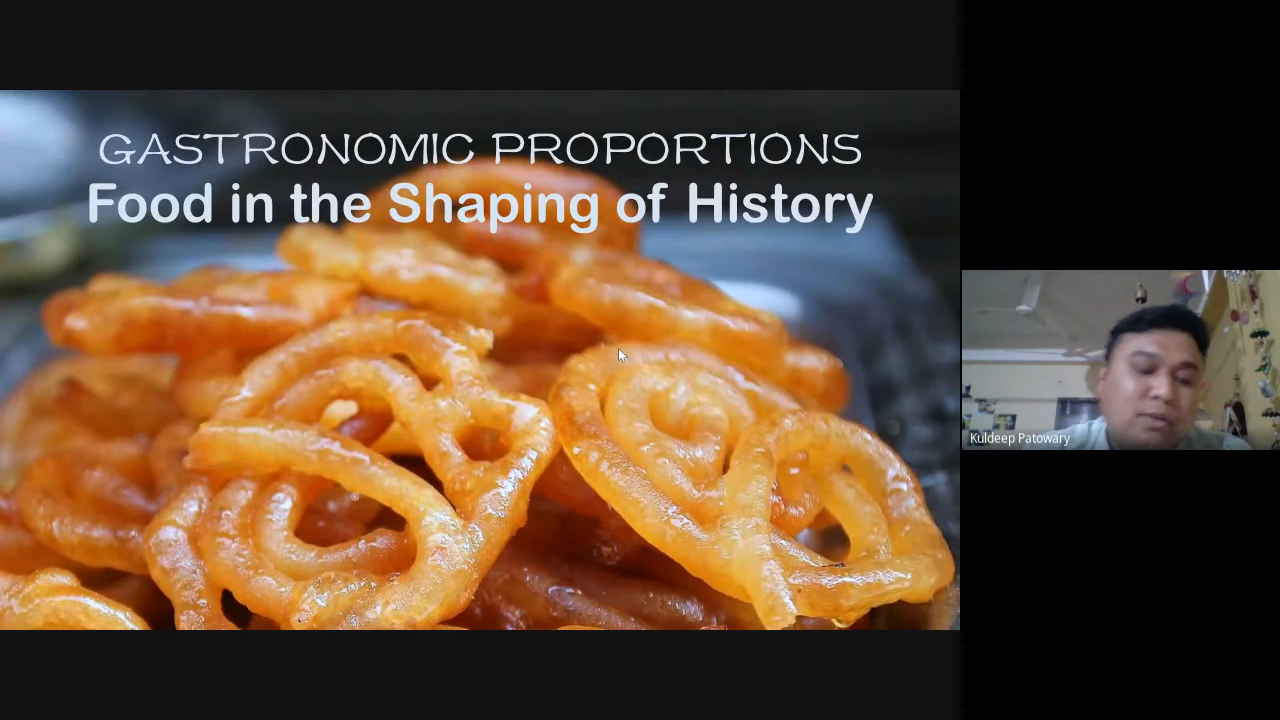 GASTRONOMIC PROPORTIONS
Food in the Shaping of History
Kuldeep Patowary